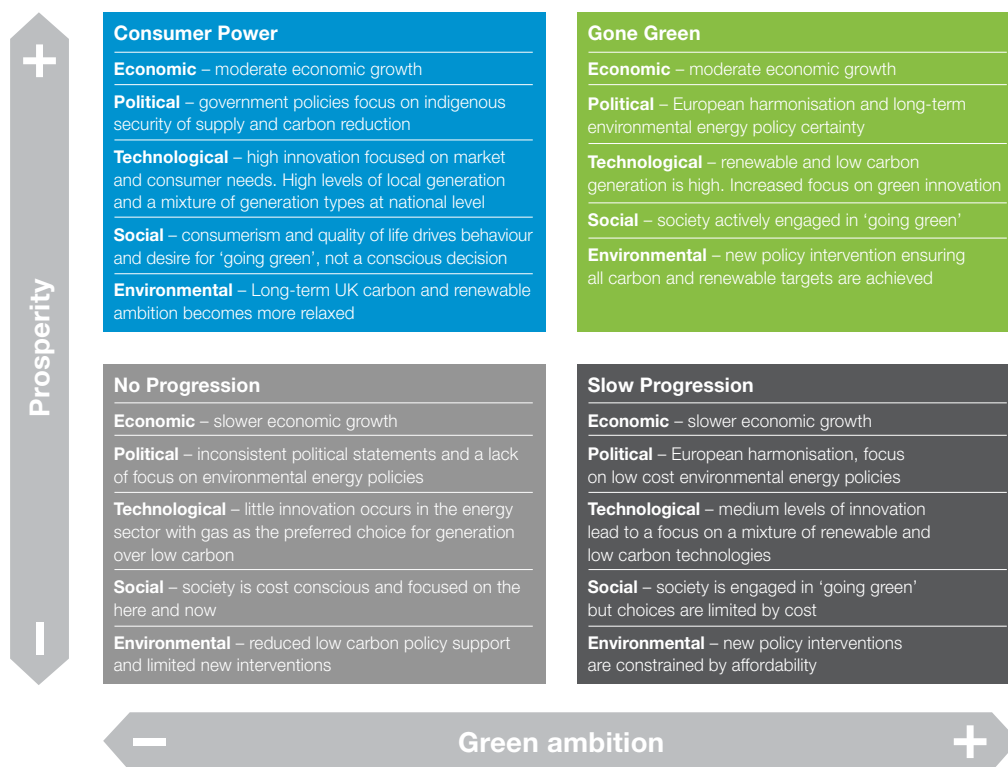 Consumer Power
Economic – moderate economic growth
Political – government policies focus on indigenous
security of supply and carbon reduction
Technological – high innovation focused on market
and consumer needs. High levels of local generation
and a mixture of generation types at national level
Social – consumerism and quality of life drives behaviour
and desire for ‘going green’, not a conscious decision
Environmental – Long-term UK carbon and renewable
ambition becomes more relaxed
Gone Green
Economic – moderate economic growth
Political – European harmonisation and long-term
environmental energy policy certainty
Technological – renewable and low carbon
generation is high. Increased focus on green innovation
Social – society actively engaged in ‘going green’
Environmental – new policy intervention ensuring
all carbon and renewable targets are achieved
Prosperity
No Progression
Economic – slower economic growth
Political – inconsistent political statements and a lack
of focus on environmental energy policies
Technological – little innovation occurs in the energy
sector with gas as the preferred choice for generation
over low carbon
Social – society is cost conscious and focused on the
here and now
Environmental – reduced low carbon policy support
and limited new interventions
Slow Progression
Economic – slower economic growth
Political – European harmonisation, focus
on low cost environmental energy policies
Technological – medium levels of innovation
lead to a focus on a mixture of renewable and
low carbon technologies
Social – society is engaged in ‘going green’
but choices are limited by cost
Environmental – new policy interventions
are constrained by affordability
Green ambition